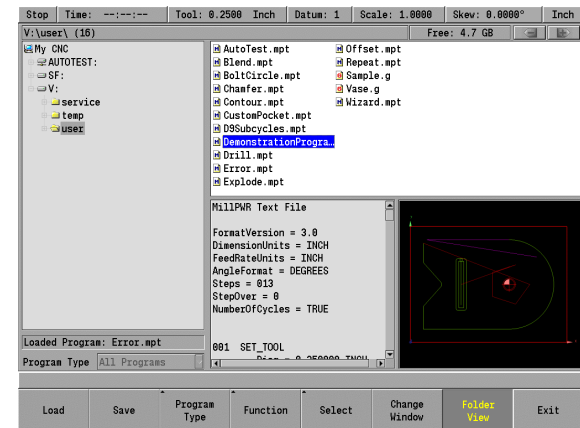 Stop Time: --:--:-- Tool: 0.2500 Inch Datum: 1 Scale: 1.0000 Skew: 0.0000° Inch
V:\user\ (16) Free: 4.7 GB
My CNC
AUTOTEST:
SF:
V:
service
temp
user
AutoTest.mpt
Blend.mpt
BoltCircle.mpt
Chamfer.mpt
Contour.mpt
CustomPocket.mpt
D9Subcycles.mpt
DemonstrationProgra…
Drill.mpt
Error.mpt
Explode.mpt
Offset.mpt
Repeat.mpt
Sample.g
Vase.g
Wizard.mpt
MillPWR Text File
FormatVersion = 3.0
DimensionUnits = INCH
FeedRateUnits = INCH
AngleFormat = DEGREES
Steps = 013
StepOver = 0
NumberOfCycles = TRUE
001 SET_TOOL
Loaded Program: Error.mpt
Program Type All Programs
Load Save Program Type Function Select Change Window Folder View Exit